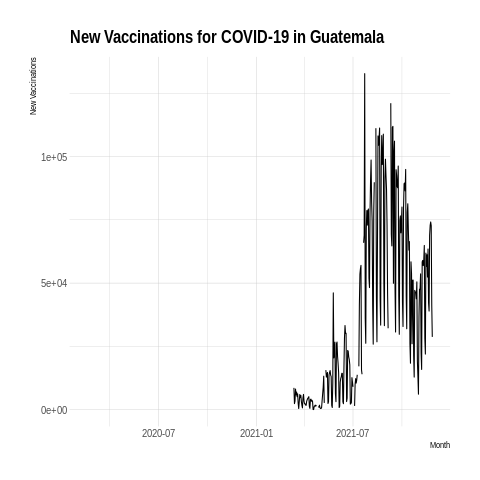 New Vaccinations for COVID-19 in Guatemala
New Vaccinations
1e+05
5e+04
0e+00
2020-07
2021-01
2021-07
Month